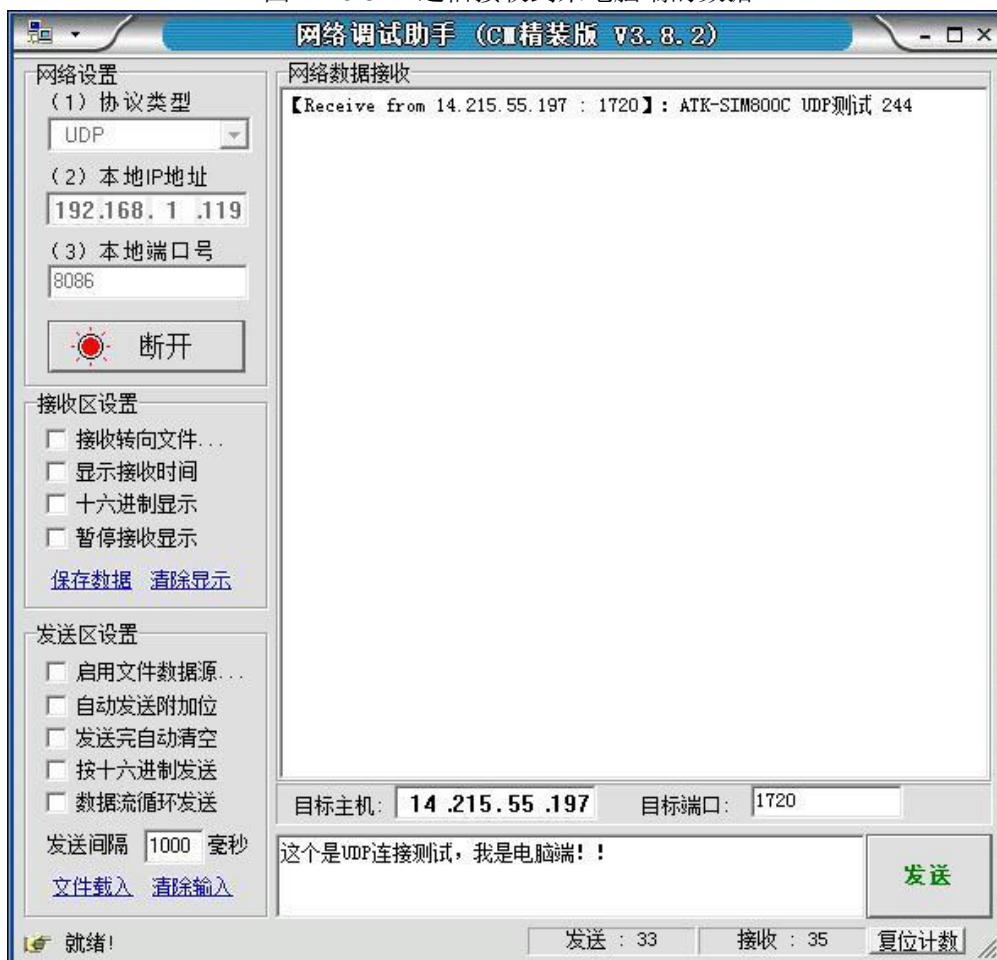 网络调试助手 (CM精装版 V3.8.2)
网络设置
(1) 协议类型
UDP
(2) 本地IP地址
192.168. 1 .119
(3) 本地端口号
8086
断开
接收区设置
接收转向文件...
显示接收时间
十六进制显示
暂停接收显示
保存数据 清除显示
发送区设置
启用文件数据源...
自动发送附加位
发送完自动清空
按十六进制发送
数据流循环发送
发送间隔 1000 毫秒
文件载入 清除输入
网络数据接收
【Receive from 14.215.55.197 : 1720】: ATK-SIM800C UDP测试 244
目标主机: 14 .215.55 .197 目标端口: 1720
这个是UDP连接测试,我是电脑端!!
发送
就绪!
发送 : 33
接收 : 35
复位计数